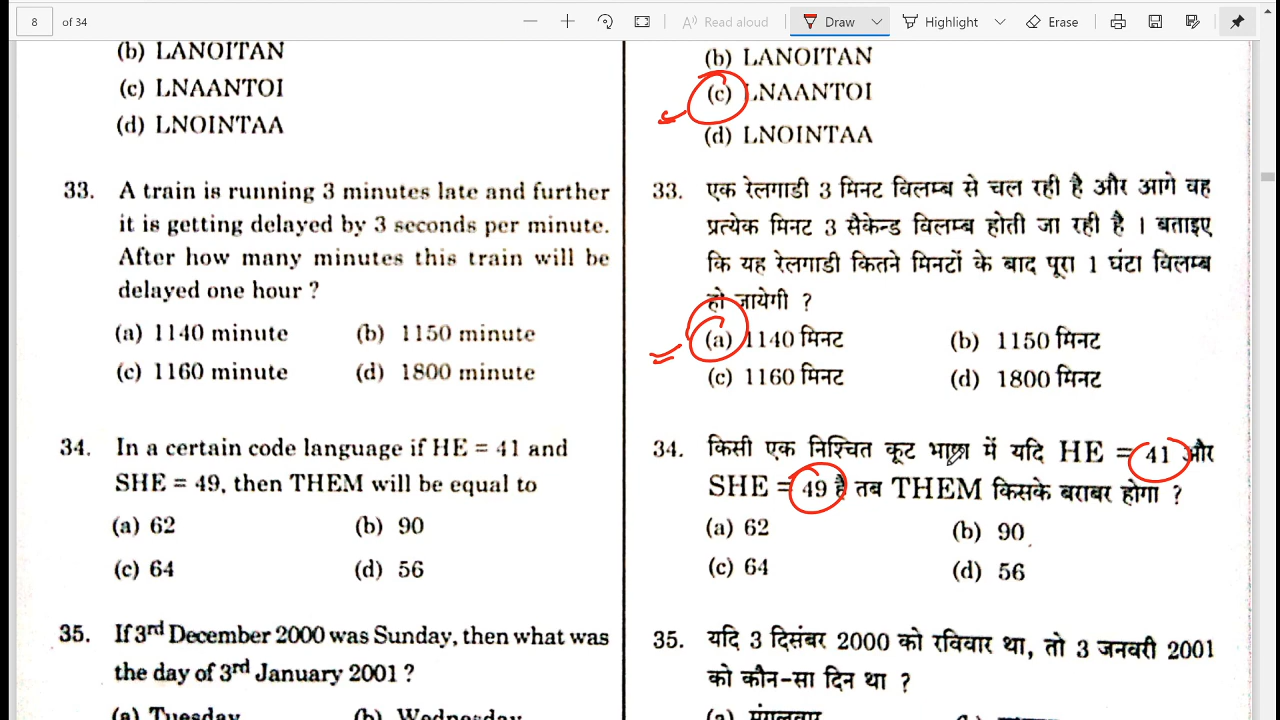 8 of 34
Read aloud
Draw
Highlight
Erase
(b) LANOITAN
(c) LNAANTOI
(d) LNOINTAA
33. A train is running 3 minutes late and further
it is getting delayed by 3 seconds per minute.
After how many minutes this train will be
delayed one hour ?
(a) 1140 minute (b) 1150 minute
(c) 1160 minute (d) 1800 minute
34. In a certain code language if HE = 41 and
SHE = 49, then THEM will be equal to
(a) 62 (b) 90
(c) 64 (d) 56
35. If 3rd December 2000 was Sunday, then what was
the day of 3rd January 2001 ?
(a) Tuesday (b) Wednesday
(b) LANOITAN
(c) LNAANTOI
(d) LNOINTAA
33. एक रेलगाडी 3 मिनट विलम्ब से चल रही है और आगे वह
प्रत्येक मिनट 3 सैकेन्ड विलम्ब होती जा रही है । बताइए
कि यह रेलगाडी कितने मिनटों के बाद पूरा 1 घंटा विलम्ब
हो जायेगी ?
(a) 1140 मिनट (b) 1150 मिनट
(c) 1160 मिनट (d) 1800 मिनट
34. किसी एक निश्चित कूट भाषा में यदि HE = 41 और
SHE = 49 है तब THEM किसके बराबर होगा ?
(a) 62 (b) 90
(c) 64 (d) 56
35. यदि 3 दिसंबर 2000 को रविवार था, तो 3 जनवरी 2001
को कौन-सा दिन था ?
(a) मंगलवार